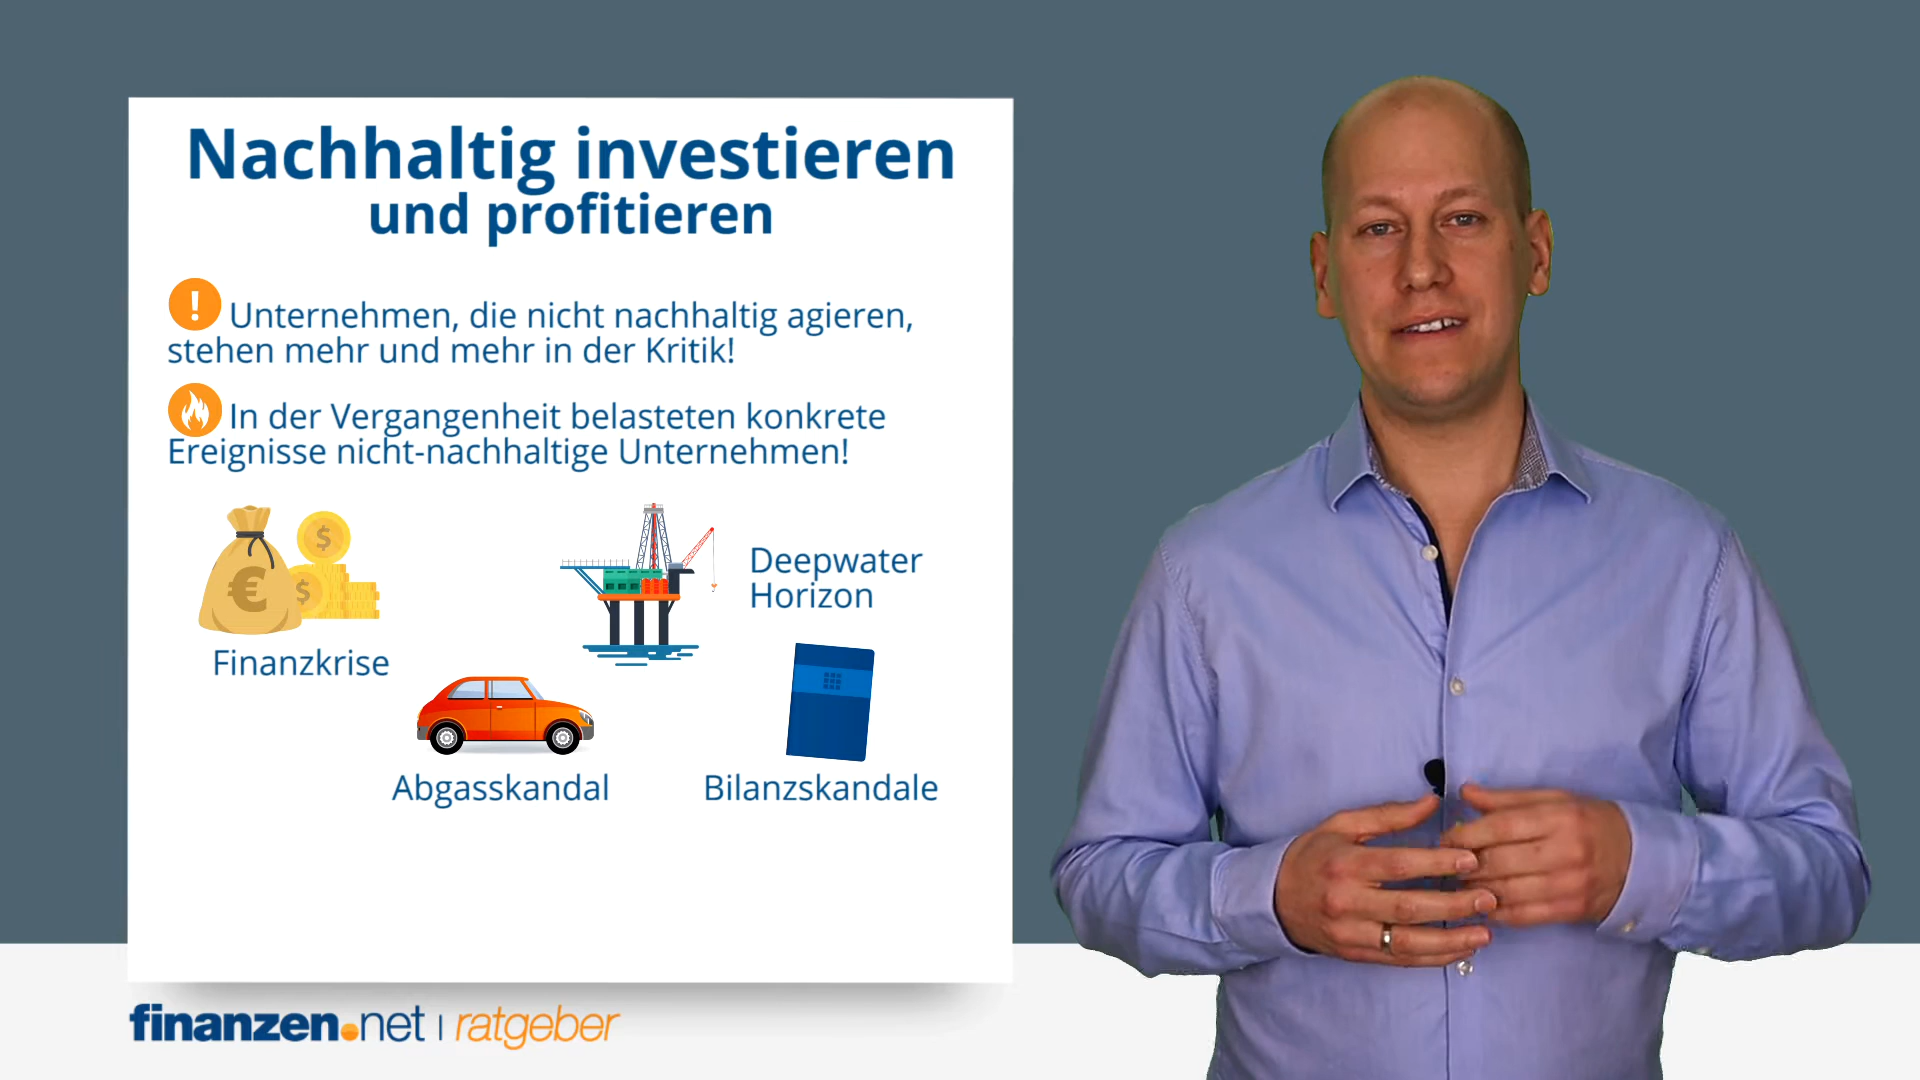 Nachhaltig investieren
und profitieren
! Unternehmen, die nicht nachhaltig agieren,
stehen mehr und mehr in der Kritik!
In der Vergangenheit belasteten konkrete
Ereignisse nicht-nachhaltige Unternehmen!
$
€ $
Finanzkrise
Deepwater
Horizon
Abgasskandal
Bilanzskandale
finanzen.net | ratgeber